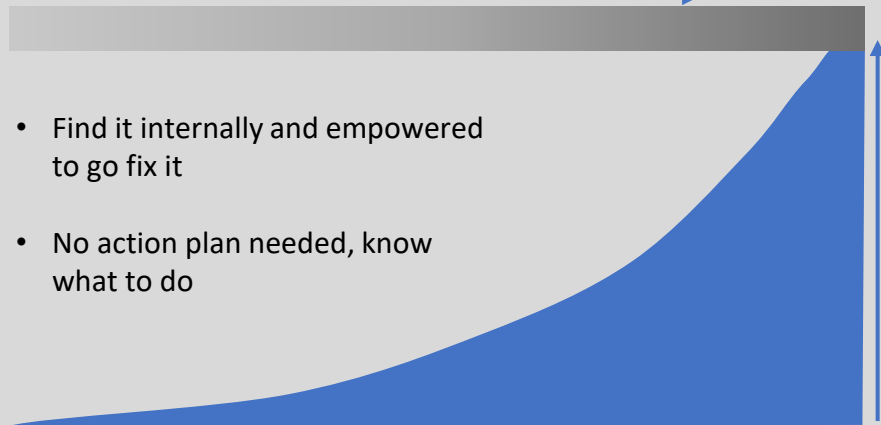 • Find it internally and empowered
to go fix it
• No action plan needed, know
what to do